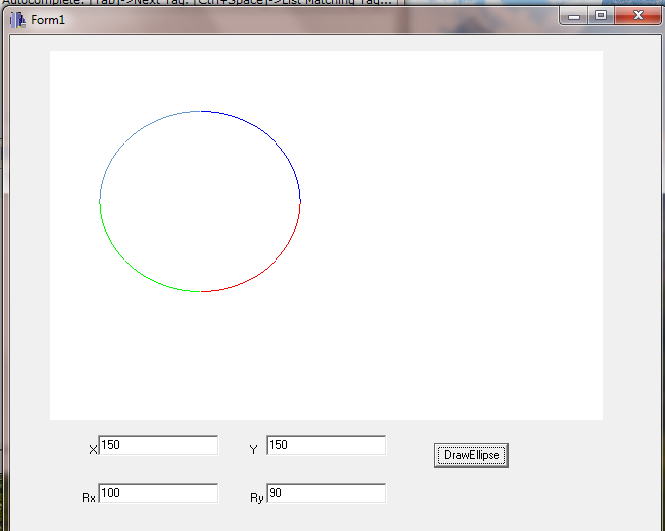 Autocomplete: [Tab]->Next Tag. [Ctrl+Space]->List Matching Tag...
Form1
X 150 Y 150
DrawEllipse
Rx 100 Ry 90